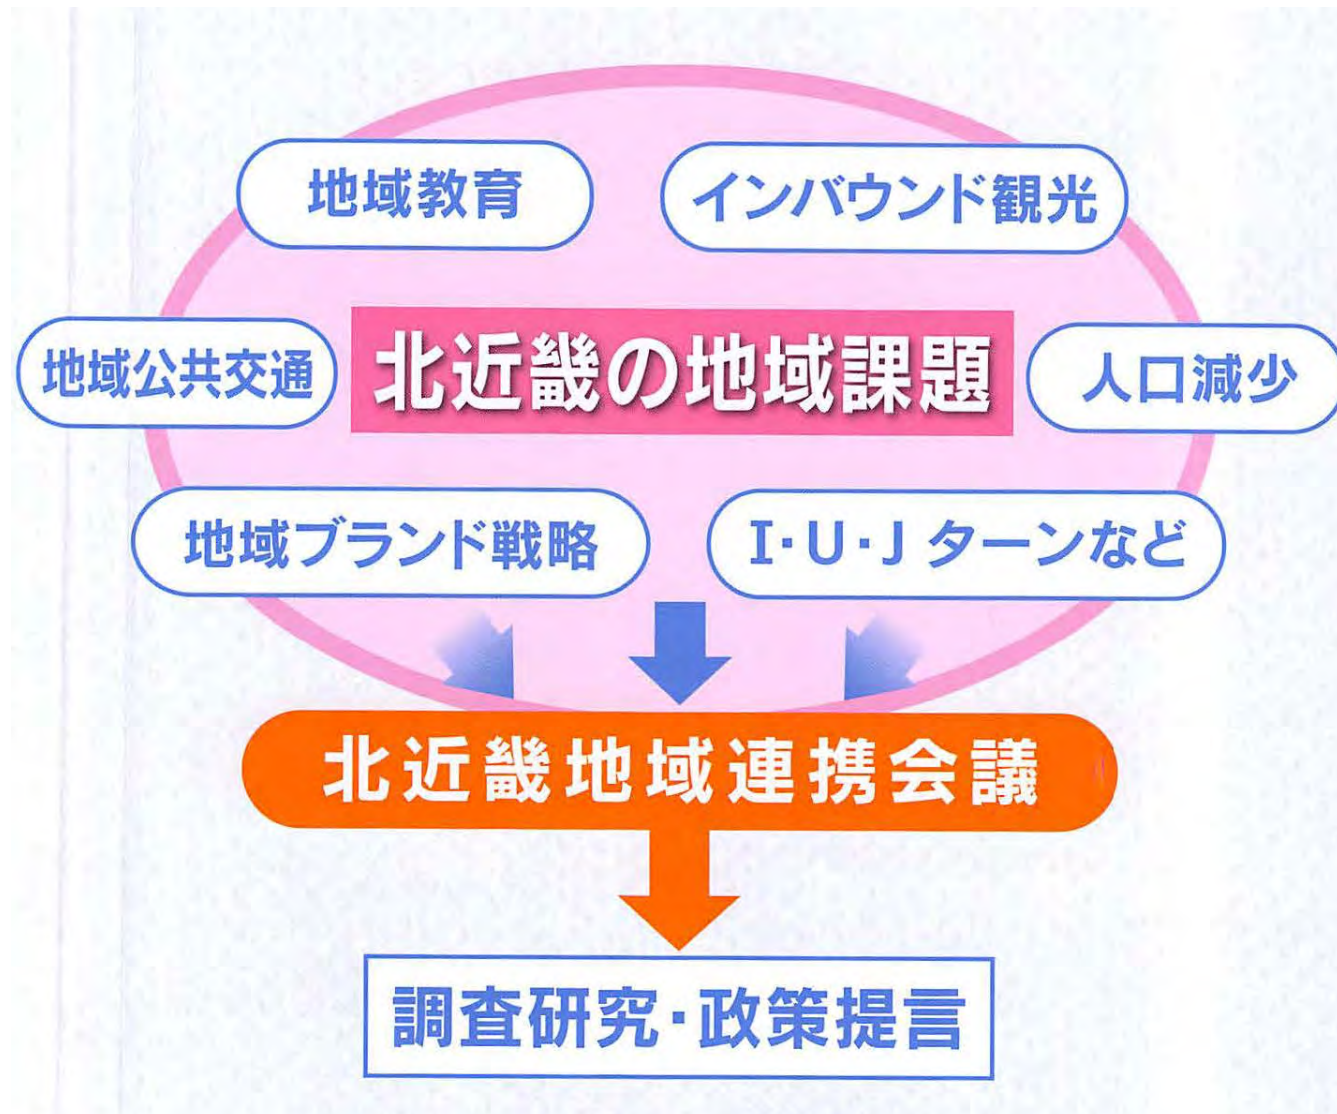 地域教育
インバウンド観光
地域公共交通
北近畿の地域課題
人口減少
地域ブランド戦略
I・U・Jターンなど
北近畿地域連携会議
調査研究・政策提言